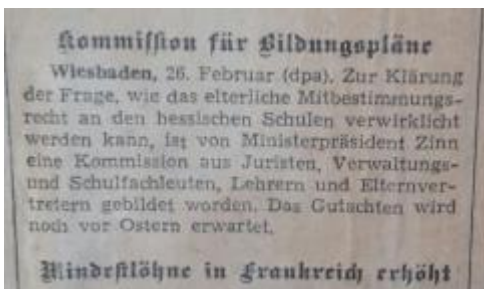 Kommission für Bildungspläne
Wiesbaden, 26. Februar (dpa). Zur Klärung
der Frage, wie das elterliche Mitbestimmungs-
recht an den hessischen Schulen verwirklicht
werden kann, ist von Ministerpräsident Zinn
eine Kommission aus Juristen, Verwaltungs-
und Schulfachleuten, Lehrern und Elternver-
tretern gebildet worden. Das Gutachten wird
noch vor Ostern erwartet.
Mindestlöhne in Frankreich erhöht